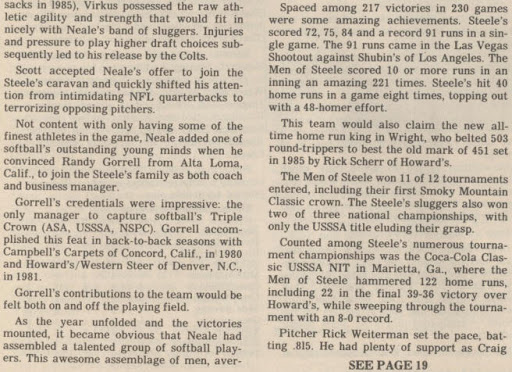 sacks in 1985), Virkus possessed the raw ath-
letic agility and strength that would fit in
nicely with Neale's band of sluggers. Injuries
and pressure to play higher draft choices sub-
sequently led to his release by the Colts.
Scott accepted Neale's offer to join the
Steele's caravan and quickly shifted his atten-
tion from intimidating NFL quarterbacks to
terrorizing opposing pitchers.
Not content with only having some of the
finest athletes in the game, Neale added one of
softball's outstanding young minds when he
convinced Randy Gorrell from Alta Loma,
Calif., to join the Steele's family as both coach
and business manager.
Gorrell's credentials were impressive: the
only manager to capture softball's Triple
Crown (ASA, USSSA, NSPC). Gorrell accom-
plished this feat in back-to-back seasons with
Campbell's Carpets of Concord, Calif., in 1980
and Howard's/Western Steer of Denver, N.C.,
in 1981.
Gorrell's contributions to the team would be
felt both on and off the playing field.
As the year unfolded and the victories
mounted, it became obvious that Neale had
assembled a talented group of softball play-
ers. This awesome assemblage of men, aver-
Spaced among 217 victories in 230 games
were some amazing achievements. Steele's
scored 72, 75, 84 and a record 91 runs in a sin-
gle game. The 91 runs came in the Las Vegas
Shootout against Shubin's of Los Angeles. The
Men of Steele scored 10 or more runs in an
inning an amazing 221 times. Steele's hit 40
home runs in a game eight times, topping out
with a 48-homer effort.
This team would also claim the new all-
time home run king in Wright, who belted 503
round-trippers to best the old mark of 451 set
in 1985 by Rick Scherr of Howard's.
The Men of Steele won 11 of 12 tournaments
entered, including their first Smoky Mountain
Classic crown. The Steele's sluggers also won
two of three national championships, with
only the USSSA title eluding their grasp.
Counted among Steele's numerous tourna-
ment championships was the Coca-Cola Clas-
sic USSSA NIT in Marietta, Ga., where the
Men of Steele hammered 122 home runs,
including 22 in the final 39-36 victory over
Howard's, while sweeping through the tourna-
ment with an 8-0 record.
Pitcher Rick Weiterman set the pace, bat-
ting .815. He had plenty of support as Craig
SEE PAGE 19